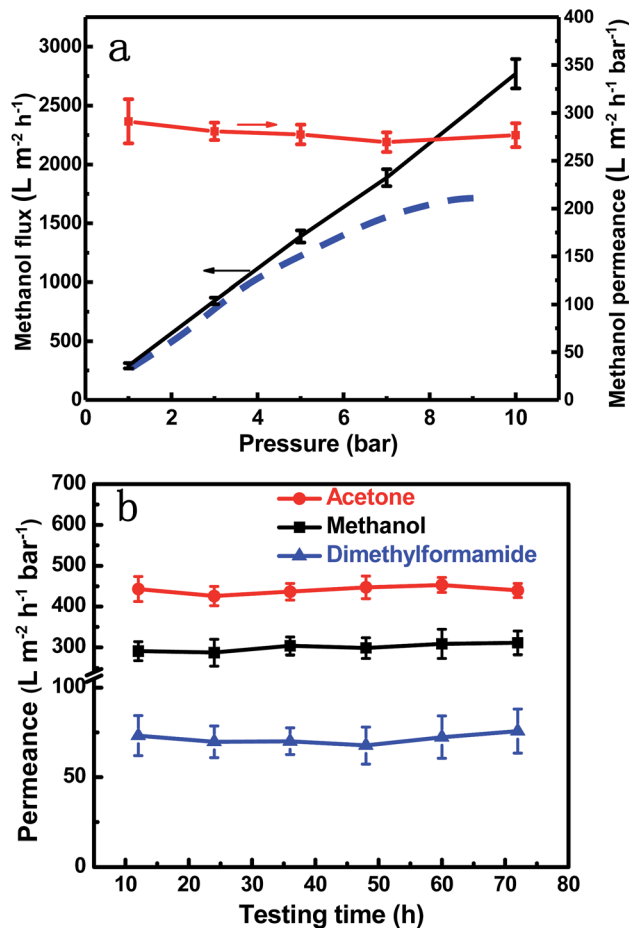 a
Methanol flux (L m⁻² h⁻¹)
3000
2500
2000
1500
1000
500
0
400
350
300
250
200
150
100
50
0
Methanol permeance (L m⁻² h⁻¹ bar⁻¹)
0 2 4 6 8 10
Pressure (bar)
b
Permeance (L m⁻² h⁻¹ bar⁻¹)
700
600
500
400
300
100
50
0
Acetone
Methanol
Dimethylformamide
10 20 30 40 50 60 70 80
Testing time (h)